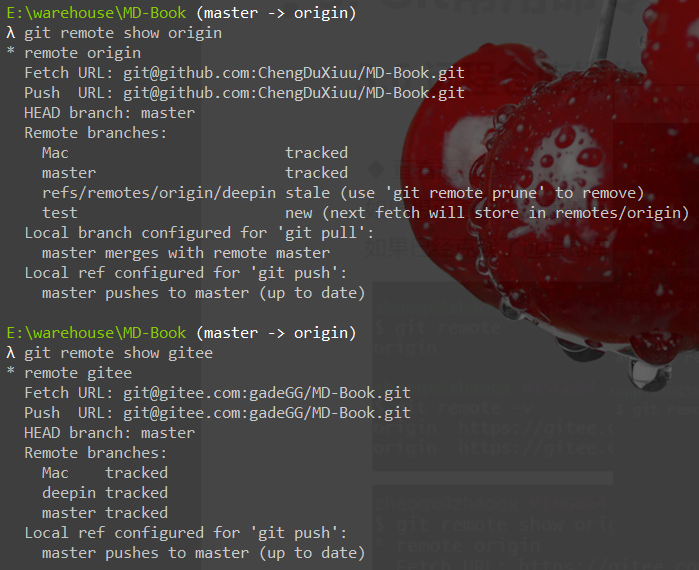 E:\warehouse\MD-Book (master -> origin)
λ git remote show origin
* remote origin
  Fetch URL: git@github.com:ChengDuXiuu/MD-Book.git
  Push  URL: git@github.com:ChengDuXiuu/MD-Book.git
  HEAD branch: master
  Remote branches:
    Mac                        tracked
    master                     tracked
    refs/remotes/origin/deepin stale (use 'git remote prune' to remove)
    test                       new (next fetch will store in remotes/origin)
  Local branch configured for 'git pull':
    master merges with remote master
  Local ref configured for 'git push':
    master pushes to master (up to date)
E:\warehouse\MD-Book (master -> origin)
λ git remote show gitee
* remote gitee
  Fetch URL: git@gitee.com:gadeGG/MD-Book.git
  Push  URL: git@gitee.com:gadeGG/MD-Book.git
  HEAD branch: master
  Remote branches:
    Mac    tracked
    deepin tracked
    master tracked
  Local ref configured for 'git push':
    master pushes to master (up to date)